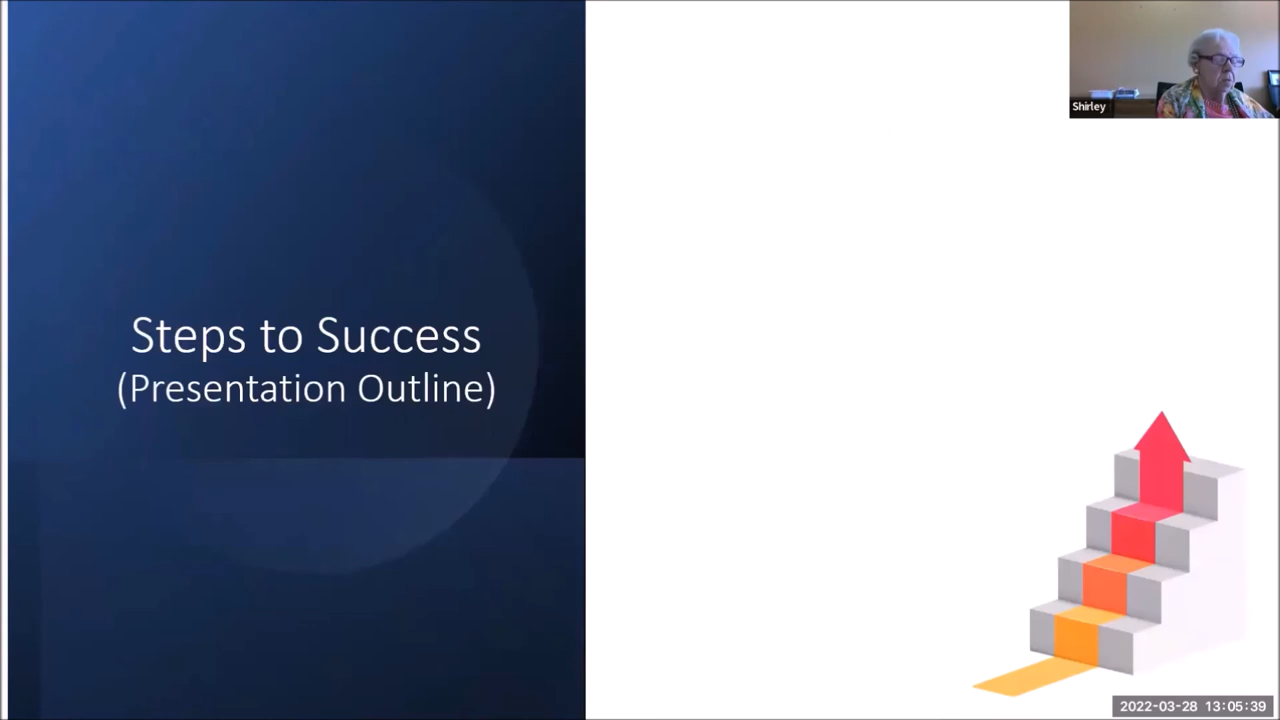 Steps to Success
(Presentation Outline)
Shirley
2022-03-28 13:05:39